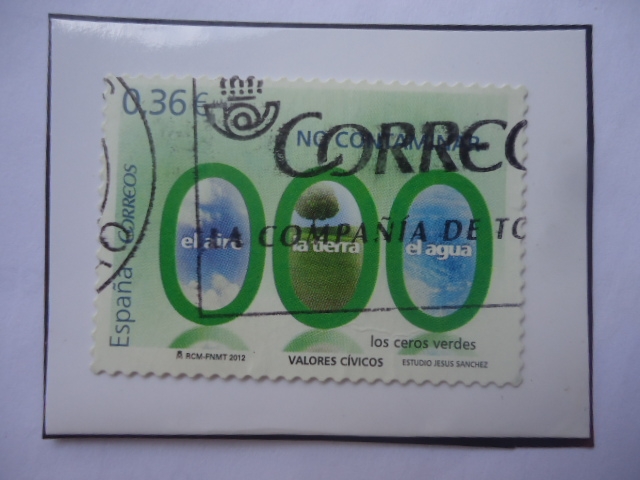 0.36 €
NO CONTAMINAR
CORREO
LA COMPAÑÍA DE TO
España CORREOS
el aire
la tierra
el agua
los ceros verdes
RCM-FNMT 2012
VALORES CÍVICOS
ESTUDIO JESUS SANCHEZ